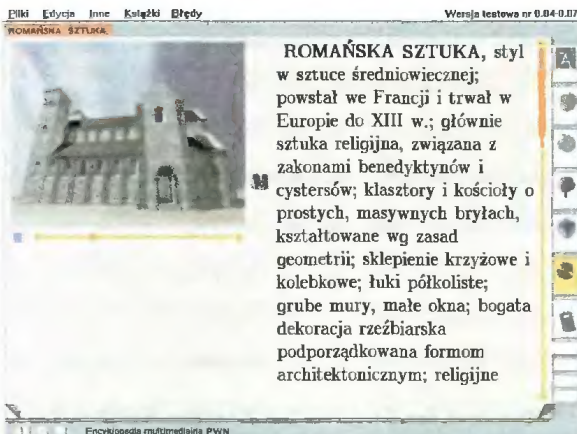 Pliki Edycja Inne Książki Błędy Wersja testowa nr 0.04-0.07
ROMAŃSKA SZTUKA,
ROMAŃSKA SZTUKA, styl
w sztuce średniowiecznej;
powstał we Francji i trwał w
Europie do XIII w.; głównie
sztuka religijna, związana z
zakonami benedyktynów i
cystersów; klasztory i kościoły o
prostych, masywnych bryłach,
kształtowane wg zasad
geometrii; sklepienie krzyżowe i
kolebkowe; łuki półkoliste;
grube mury, małe okna; bogata
dekoracja rzeźbiarska
podporządkowana formom
architektonicznym; religijne
Encyklopedia multimedialna PWN